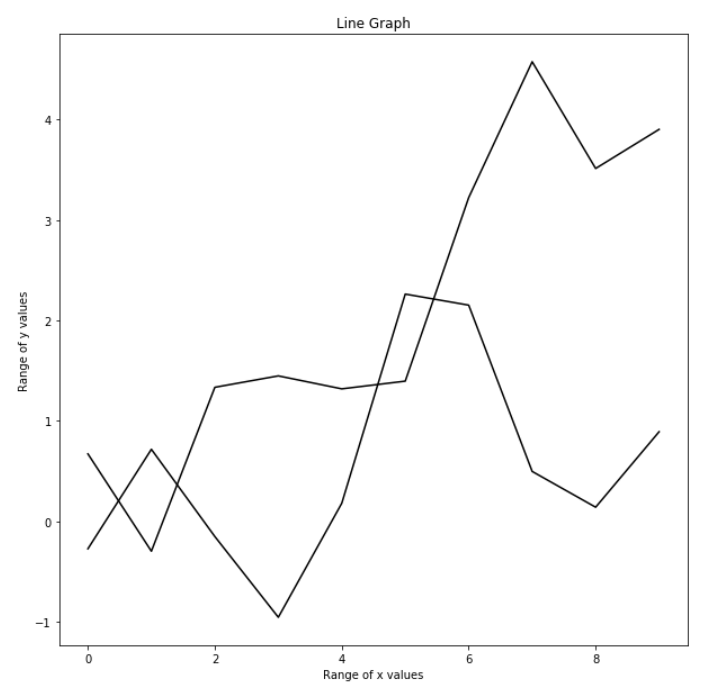 Line Graph
Range of y values
4
3
2
1
0
−1
0 2 4 6 8
Range of x values